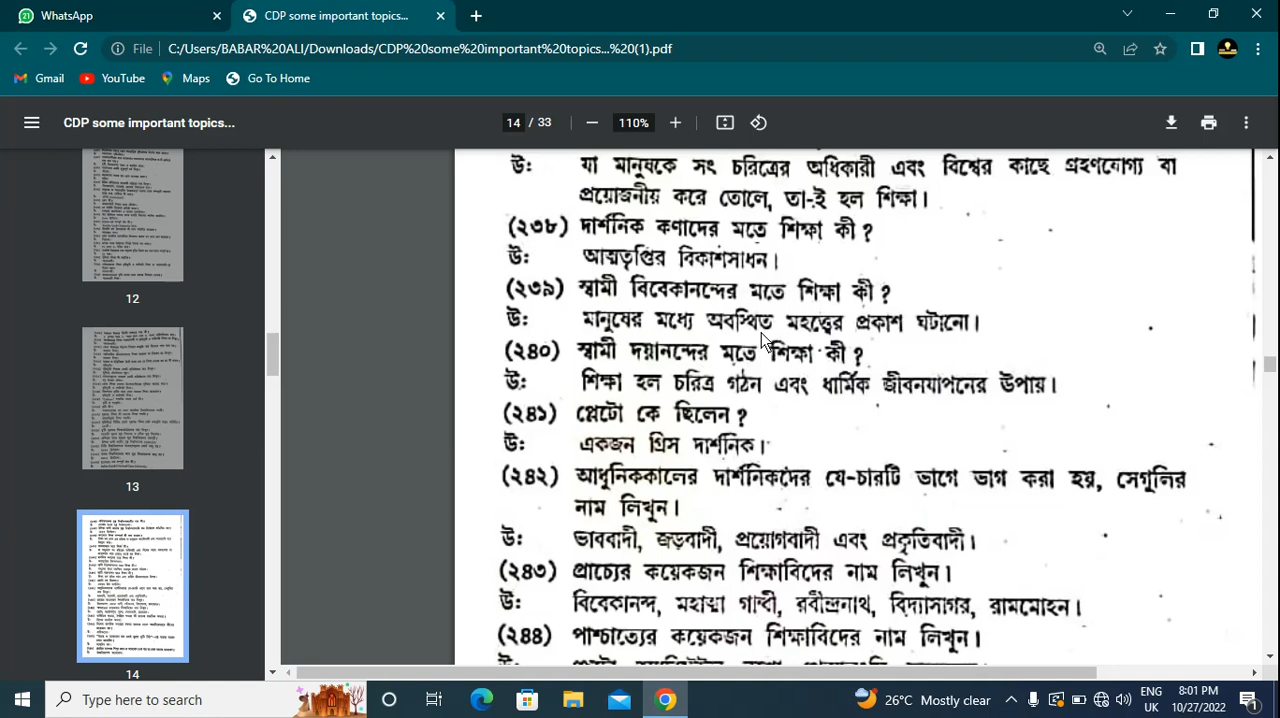 WhatsApp
CDP some important topics...
File C:/Users/BABAR%20ALI/Downloads/CDP%20some%20important%20topics...%20(1).pdf
Gmail YouTube Maps Go To Home
CDP some important topics... 14 / 33 110%
উঃ যা মানুষকে সৎ চরিত্রের অধিকারী এবং বিশ্বের কাছে গ্রহণযোগ্য বা
প্রয়োজনীয় করে তোলে, তা-ই হল শিক্ষা।
(২৩৮) দার্শনিক কণাদের মতে শিক্ষা কী ?
উঃ আত্মতৃপ্তির বিকাশসাধন।
(২৩৯) স্বামী বিবেকানন্দের মতে শিক্ষা কী ?
উঃ মানুষের মধ্যে অবস্থিত মহত্ত্বের প্রকাশ ঘটানো।
(২৪০) স্বামী দয়ানন্দের মতে শিক্ষা কী ?
উঃ শিক্ষা হল চরিত্র গঠন এবং ধার্মিক জীবনযাপনের উপায়।
(২৪১) প্লেটো কে ছিলেন ?
উঃ একজন গ্রিস দার্শনিক।
(২৪২) আধুনিককালের দার্শনিকদের যে-চারটি ভাগে ভাগ করা হয়, সেগুলির
নাম লিখুন।
উঃ ভাববাদী, জড়বাদী, প্রয়োগবাদী এবং প্রকৃতিবাদী।
(২৪৩) প্রাচ্যের কয়েকজন শিক্ষাবিদের নাম লিখুন।
উঃ বিবেকানন্দ, মহাত্মা গান্ধী, রবীন্দ্রনাথ, বিদ্যাসাগর রামমোহন।
(২৪৪) পাশ্চাত্যের কয়েকজন শিক্ষাবিদের নাম লিখুন।
12
13
14
Type here to search
26°C Mostly clear
ENG
UK
8:01 PM
10/27/2022
1